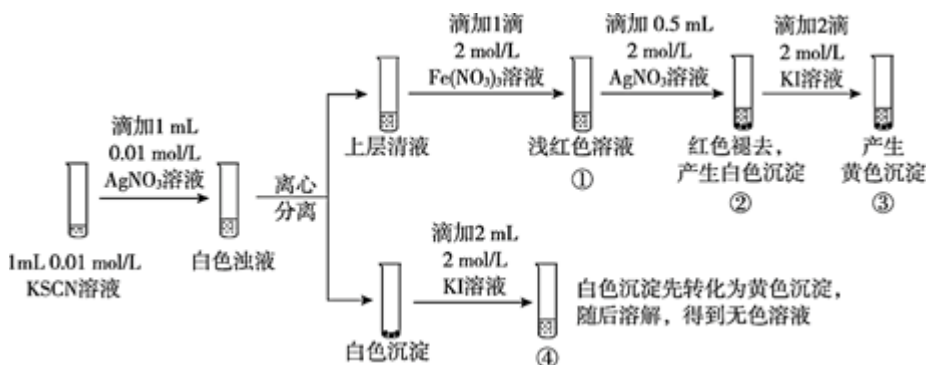 滴加1滴
2 mol/L
Fe(NO₃)₃溶液
滴加 0.5 mL
2 mol/L
AgNO₃溶液
滴加2滴
2 mol/L
KI溶液
滴加1 mL
0.01 mol/L
AgNO₃溶液
上层清液
浅红色溶液
①
红色褪去，
产生白色沉淀
②
产生
黄色沉淀
③
离心
分离
1mL 0.01 mol/L
KSCN溶液
白色浊液
滴加2 mL
2 mol/L
KI溶液
白色沉淀
④
白色沉淀先转化为黄色沉淀，
随后溶解，得到无色溶液